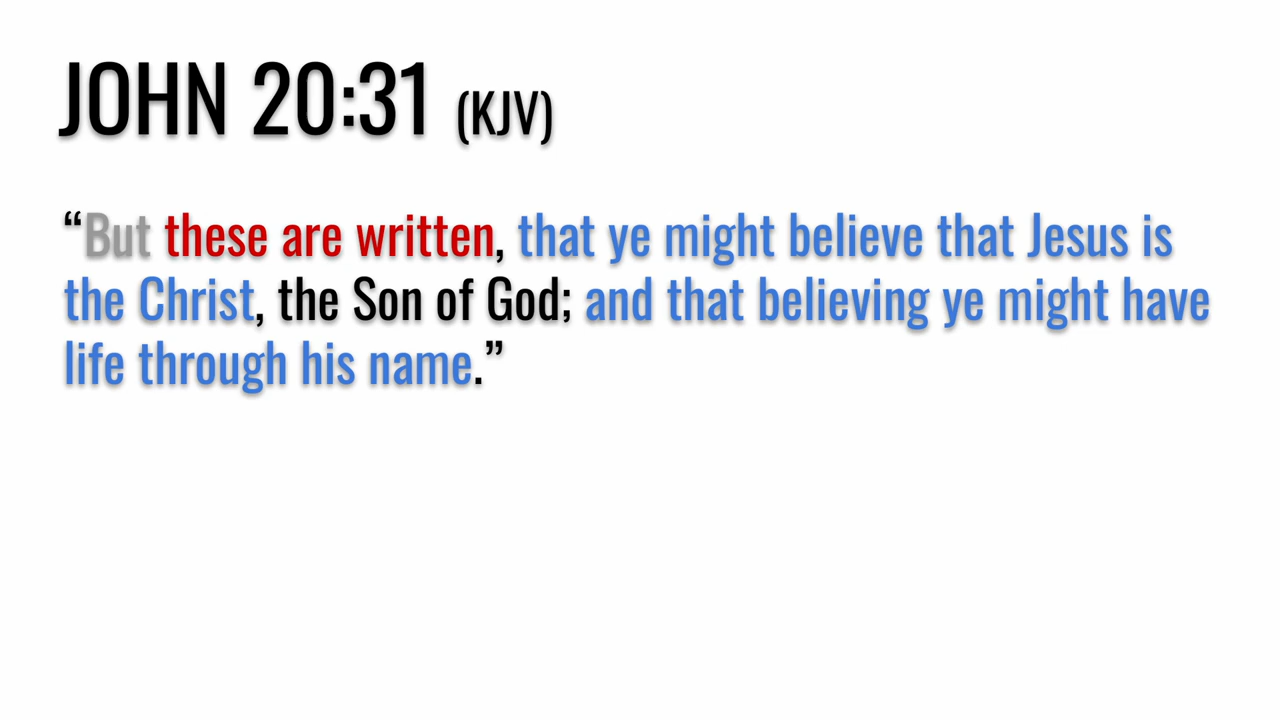 JOHN 20:31 (KJV)
“But these are written, that ye might believe that Jesus is
the Christ, the Son of God; and that believing ye might have
life through his name.”